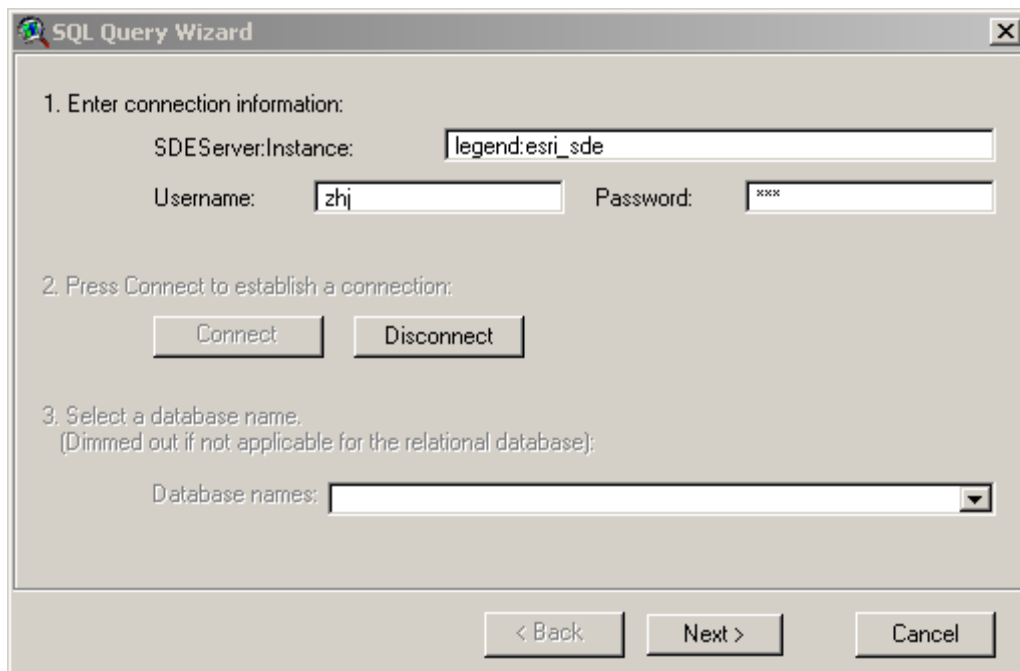 SQL Query Wizard
1. Enter connection information:
SDEServer:Instance: legend:esri_sde
Username: zhj Password: ***
2. Press Connect to establish a connection:
Connect Disconnect
3. Select a database name.
(Dimmed out if not applicable for the relational database):
Database names:
< Back Next > Cancel